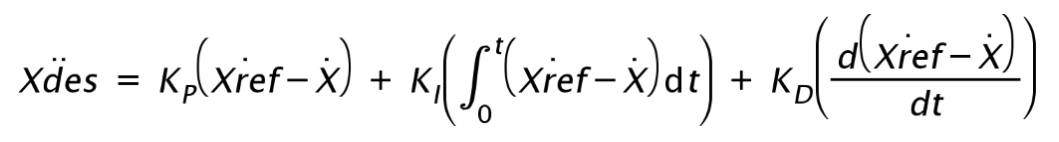 Ẍdes = K_P(Ẋref − Ẋ) + K_I(∫_0^t(Ẋref − Ẋ)dt) + K_D(d(Ẋref − Ẋ)/dt)